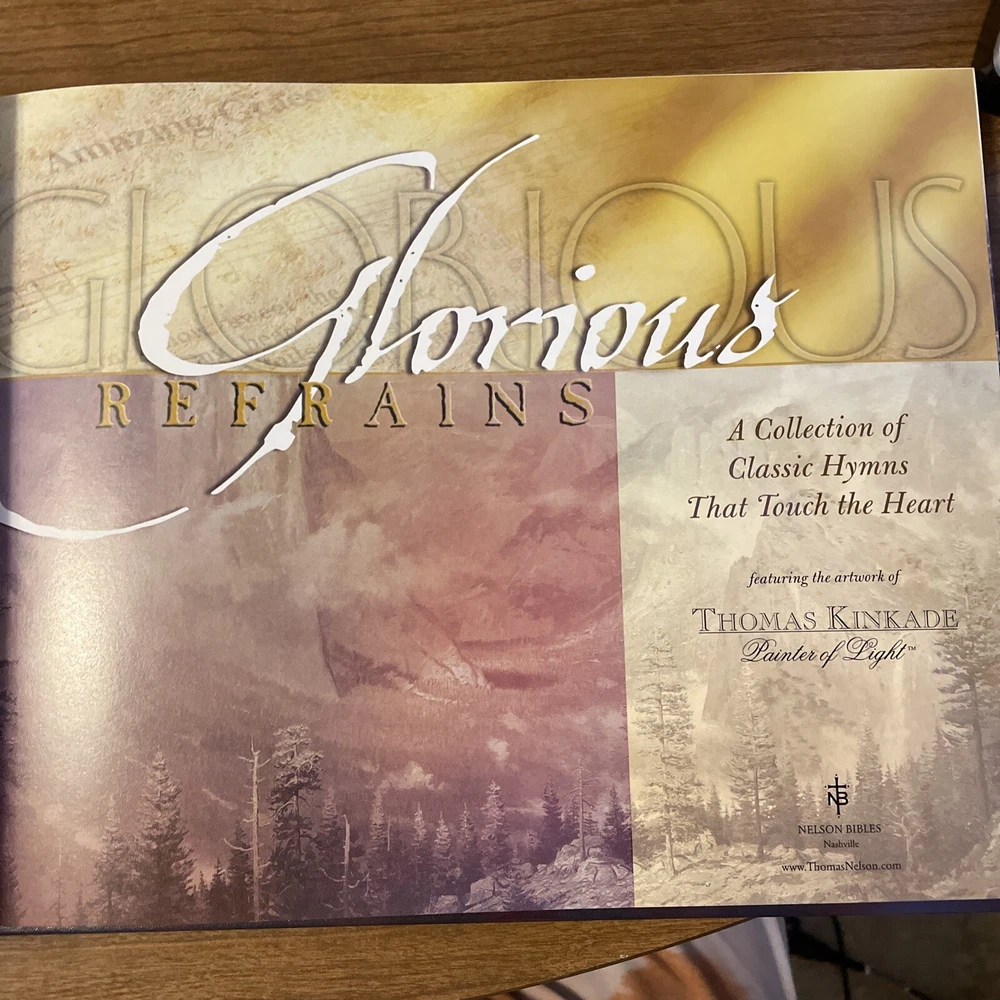 Amazing Grace
GLORIOUS
Glorious
REFRAINS
A Collection of
Classic Hymns
That Touch the Heart
featuring the artwork of
THOMAS KINKADE
Painter of Light™
NB
NELSON BIBLES
Nashville
www.ThomasNelson.com